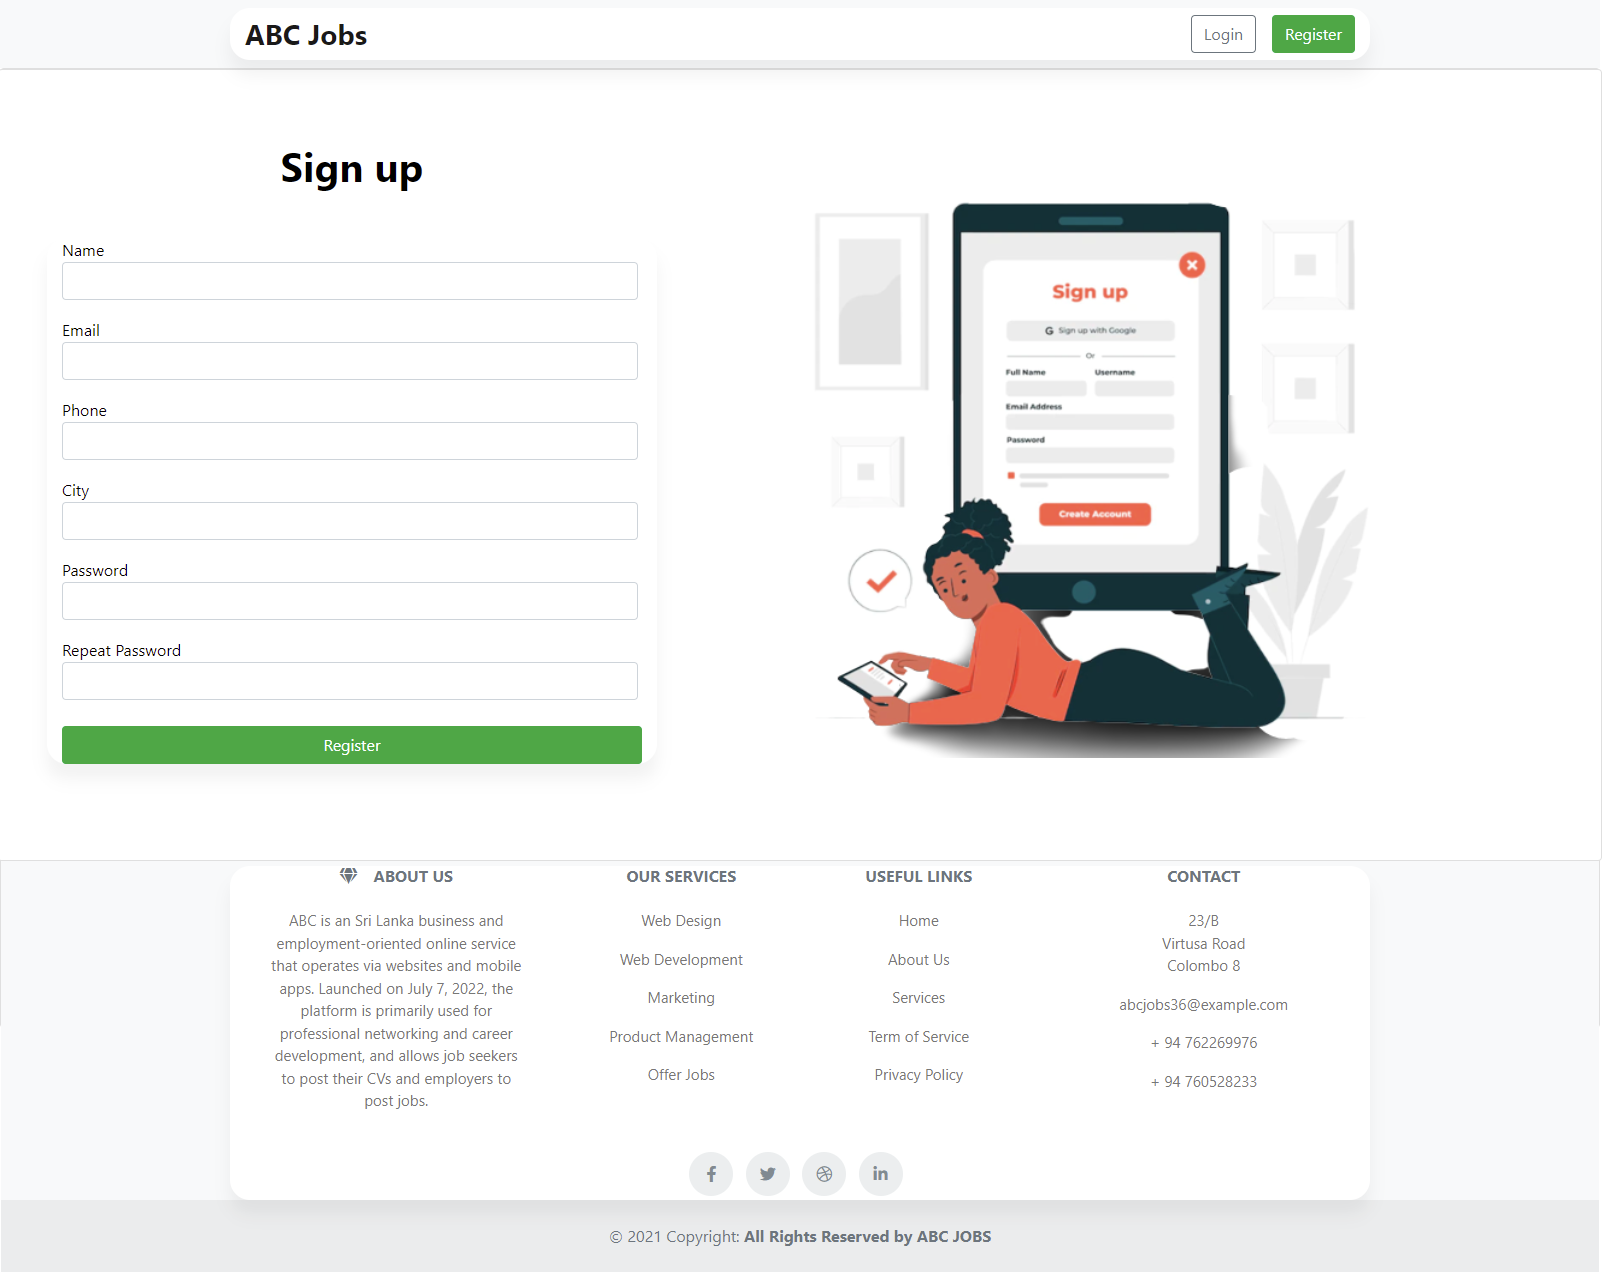 ABC Jobs
Login
Register
Sign up
Name
Email
Phone
City
Password
Repeat Password
Register
Sign up
G Sign up with Google
Or
Full Name
Username
Email Address
Password
Create Account
ABOUT US
ABC is an Sri Lanka business and
employment-oriented online service
that operates via websites and mobile
apps. Launched on July 7, 2022, the
platform is primarily used for
professional networking and career
development, and allows job seekers
to post their CVs and employers to
post jobs.
OUR SERVICES
Web Design
Web Development
Marketing
Product Management
Offer Jobs
USEFUL LINKS
Home
About Us
Services
Term of Service
Privacy Policy
CONTACT
23/B
Virtusa Road
Colombo 8
abcjobs36@example.com
+ 94 762269976
+ 94 760528233
© 2021 Copyright: All Rights Reserved by ABC JOBS